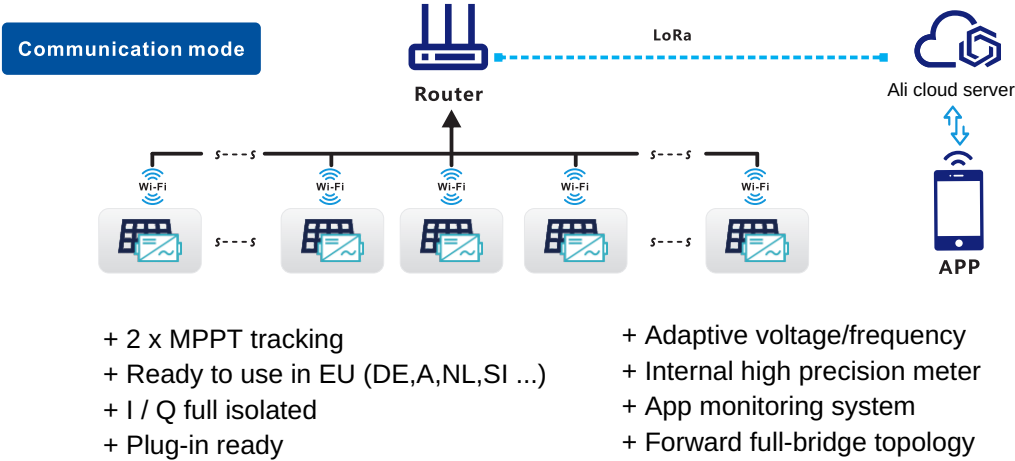 Communication mode
LoRa
Router
Ali cloud server
Wi-Fi Wi-Fi Wi-Fi Wi-Fi Wi-Fi
APP
+ 2 x MPPT tracking
+ Ready to use in EU (DE,A,NL,SI ...)
+ I / Q full isolated
+ Plug-in ready
+ Adaptive voltage/frequency
+ Internal high precision meter
+ App monitoring system
+ Forward full-bridge topology